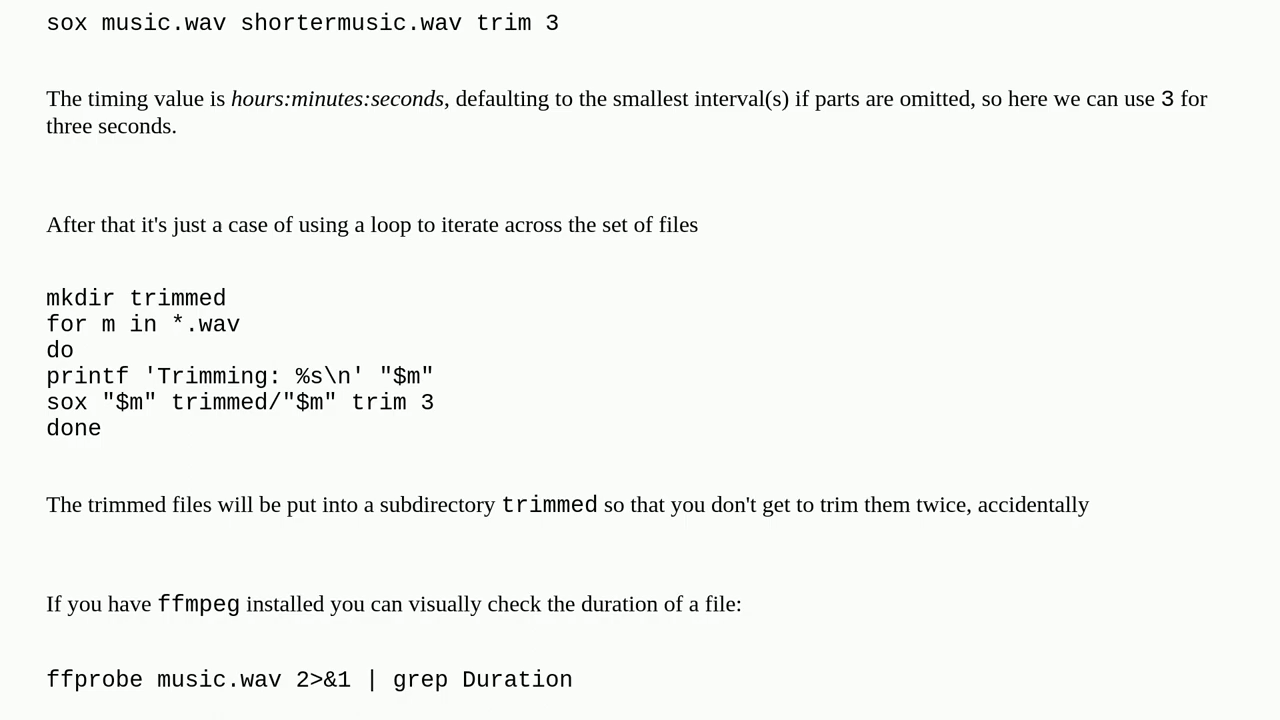 sox music.wav shortermusic.wav trim 3
The timing value is hours:minutes:seconds, defaulting to the smallest interval(s) if parts are omitted, so here we can use 3 for
three seconds.
After that it's just a case of using a loop to iterate across the set of files
mkdir trimmed
for m in *.wav
do
printf 'Trimming: %s\n' "$m"
sox "$m" trimmed/"$m" trim 3
done
The trimmed files will be put into a subdirectory trimmed so that you don't get to trim them twice, accidentally
If you have ffmpeg installed you can visually check the duration of a file:
ffprobe music.wav 2>&1 | grep Duration